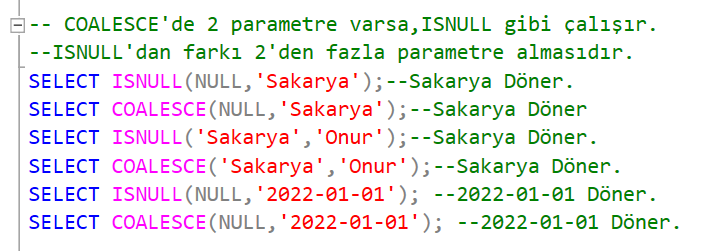 -- COALESCE'de 2 parametre varsa,ISNULL gibi çalışır.
--ISNULL'dan farkı 2'den fazla parametre almasıdır.
SELECT ISNULL(NULL,'Sakarya');--Sakarya Döner.
SELECT COALESCE(NULL,'Sakarya');--Sakarya Döner
SELECT ISNULL('Sakarya','Onur');--Sakarya Döner.
SELECT COALESCE('Sakarya','Onur');--Sakarya Döner.
SELECT ISNULL(NULL,'2022-01-01'); --2022-01-01 Döner.
SELECT COALESCE(NULL,'2022-01-01'); --2022-01-01 Döner.